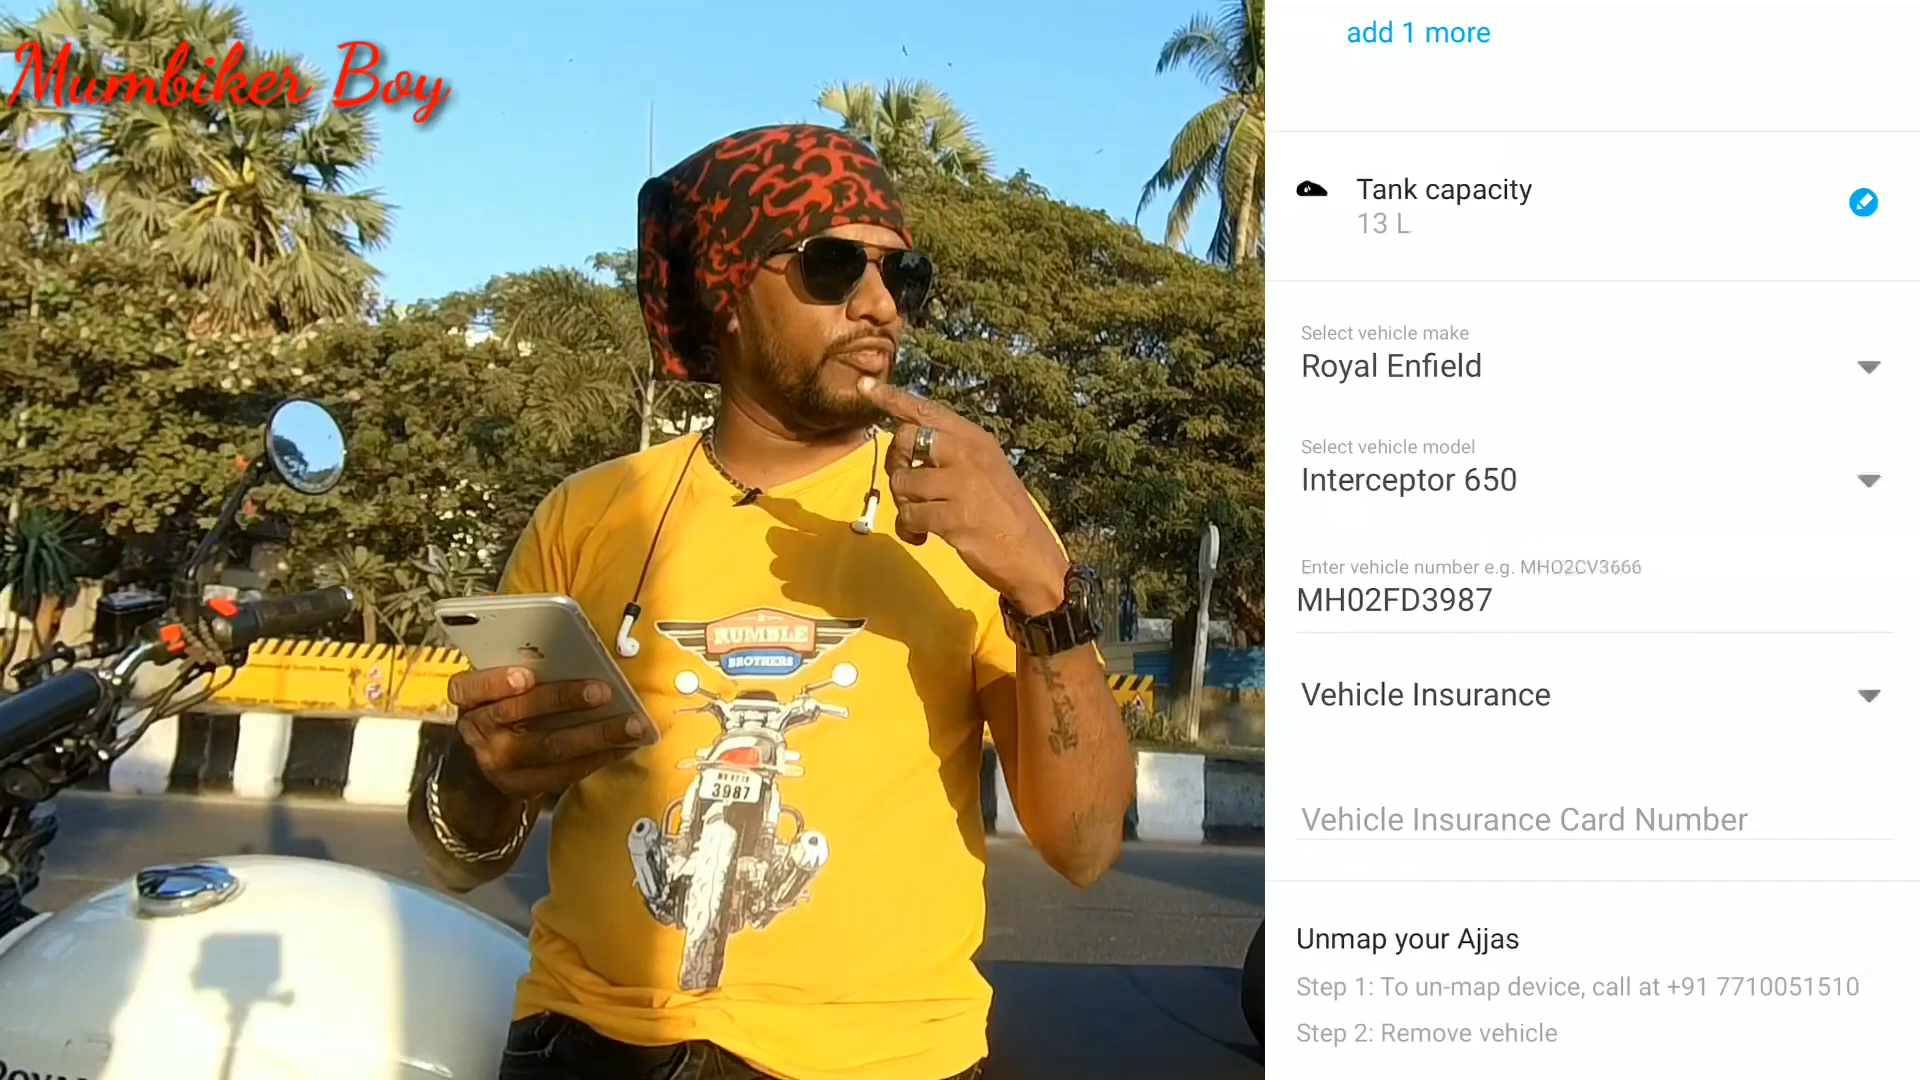 Mumbiker Boy
RUMBLE
BROTHERS
3987
add 1 more
Tank capacity
13 L
Select vehicle make
Royal Enfield
Select vehicle model
Interceptor 650
Enter vehicle number e.g. MH02CV3666
MH02FD3987
Vehicle Insurance
Vehicle Insurance Card Number
Unmap your Ajjas
Step 1: To un-map device, call at +91 7710051510
Step 2: Remove vehicle